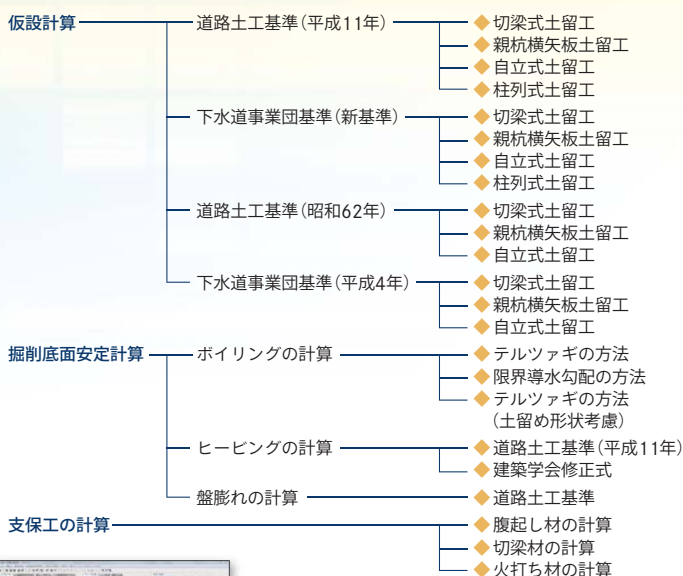 仮設計算
道路土工基準(平成11年)
◆切梁式土留工
◆親杭横矢板土留工
◆自立式土留工
◆柱列式土留工
下水道事業団基準(新基準)
◆切梁式土留工
◆親杭横矢板土留工
◆自立式土留工
◆柱列式土留工
道路土工基準(昭和62年)
◆切梁式土留工
◆親杭横矢板土留工
◆自立式土留工
下水道事業団基準(平成4年)
◆切梁式土留工
◆親杭横矢板土留工
◆自立式土留工
掘削底面安定計算
ボイリングの計算
◆テルツァギの方法
◆限界導水勾配の方法
◆テルツァギの方法
(土留め形状考慮)
ヒービングの計算
◆道路土工基準(平成11年)
◆建築学会修正式
盤膨れの計算
◆道路土工基準
支保工の計算
◆腹起し材の計算
◆切梁材の計算
◆火打ち材の計算